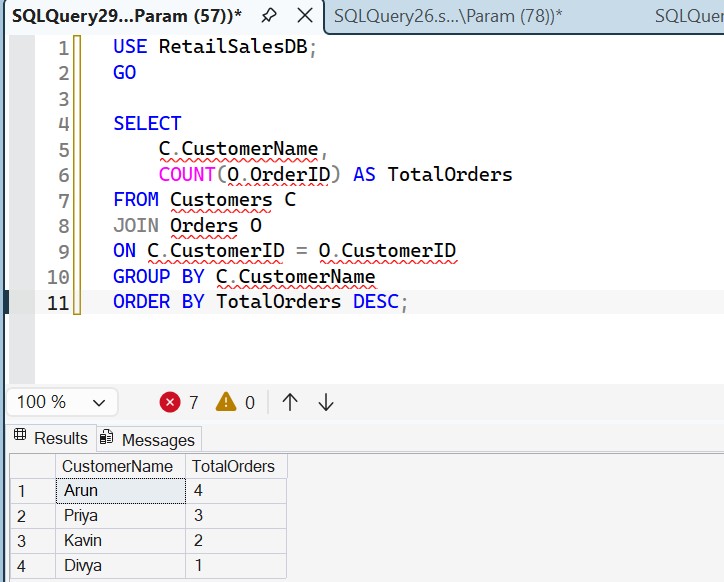 SQLQuery29...Param (57))* SQLQuery26.s...\Param (78))* SQLQuer
1 USE RetailSalesDB;
2 GO
3
4 SELECT
5 C.CustomerName,
6 COUNT(O.OrderID) AS TotalOrders
7 FROM Customers C
8 JOIN Orders O
9 ON C.CustomerID = O.CustomerID
10 GROUP BY C.CustomerName
11 ORDER BY TotalOrders DESC;
100 % 7 0
Results Messages
CustomerName TotalOrders
1 Arun 4
2 Priya 3
3 Kavin 2
4 Divya 1